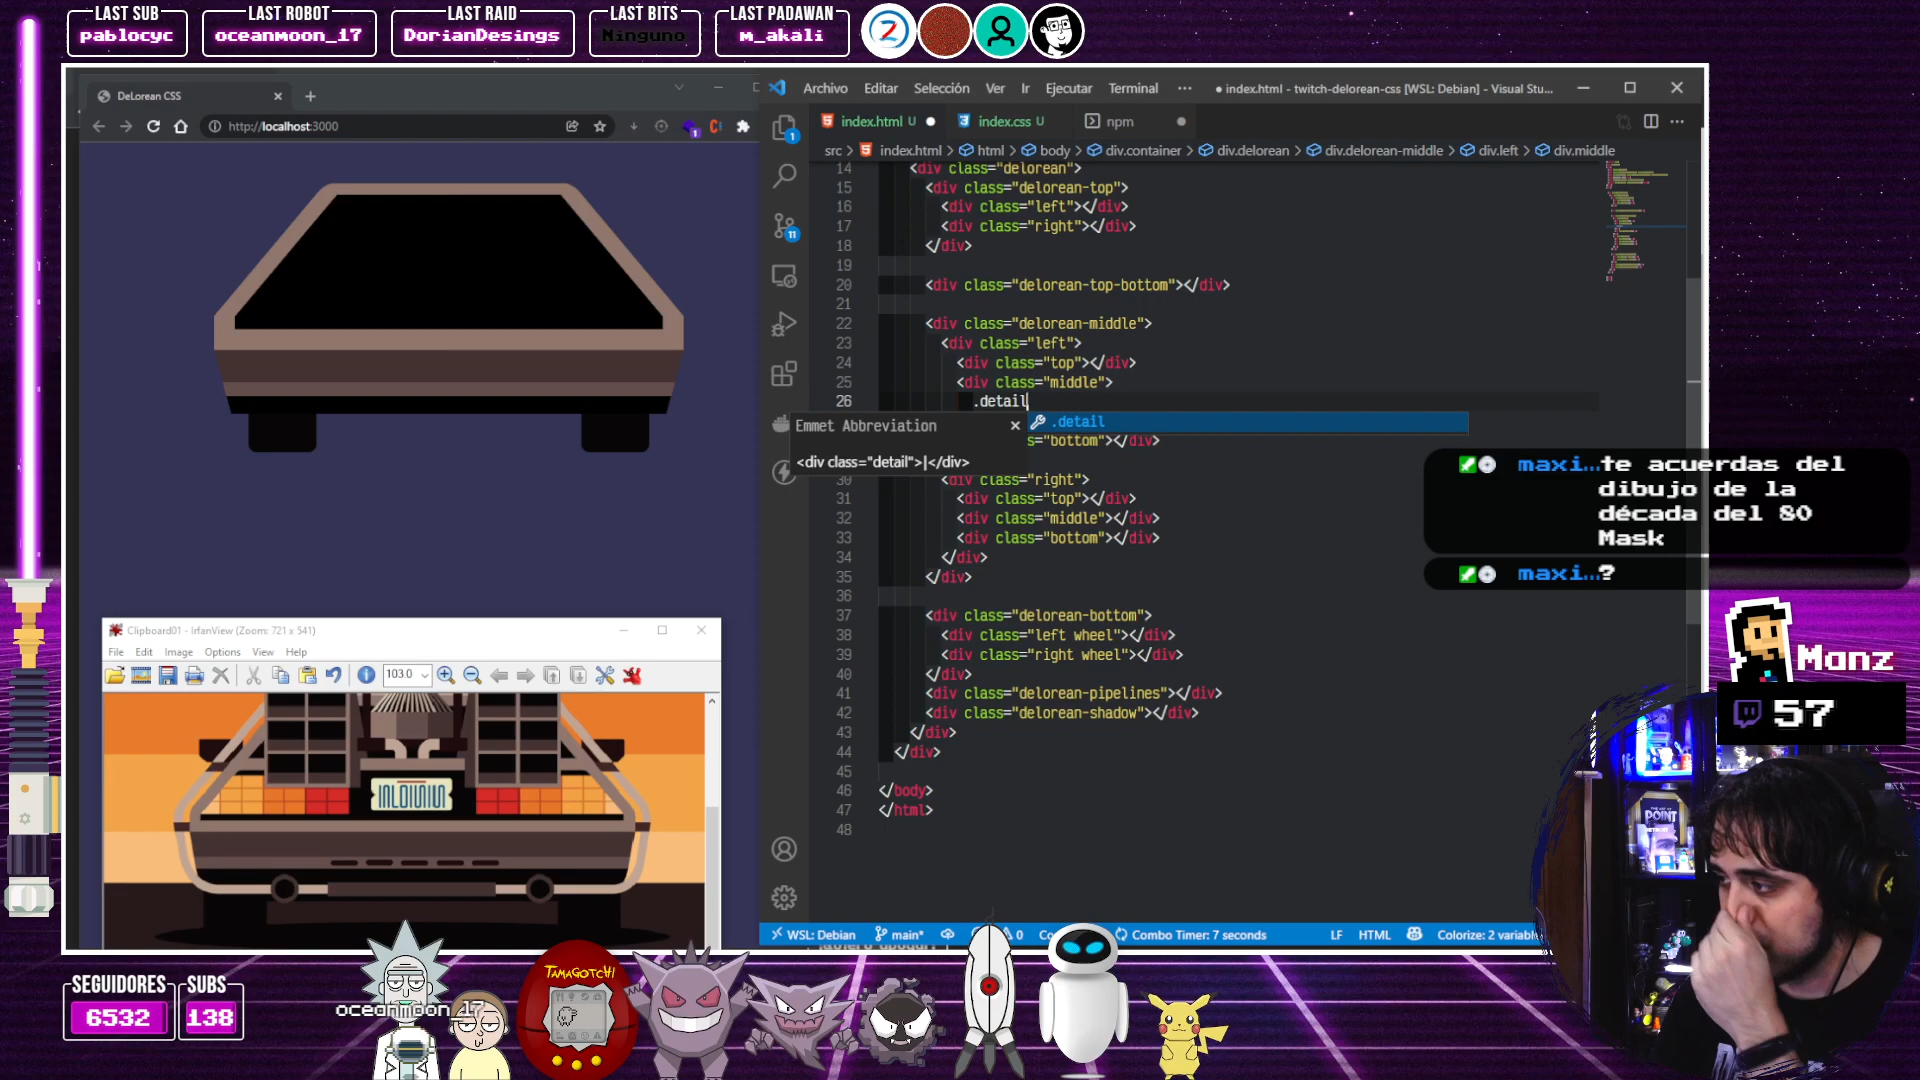 LAST SUB
pablocyc
LAST ROBOT
oceanmoon_17
LAST RAID
DorianDesings
LAST BITS
Ninguno
LAST PADAWAN
m_akali
DeLorean CSS
http://localhost:3000
Archivo Editar Selección Ver Ir Ejecutar Terminal ···
● index.html - twitch-delorean-css [WSL: Debian] - Visual Stu...
index.html U
index.css U
npm
src > index.html > html > body > div.container > div.delorean > div.delorean-middle > div.left > div.middle
14 <div class="delorean">
15 <div class="delorean-top">
16 <div class="left"></div>
17 <div class="right"></div>
18 </div>
19
20 <div class="delorean-top-bottom"></div>
21
22 <div class="delorean-middle">
23 <div class="left">
24 <div class="top"></div>
25 <div class="middle">
26 .detail
Emmet Abbreviation
.detail
s="bottom"></div>
<div class="detail">|</div>
30 <div class="right">
31 <div class="top"></div>
32 <div class="middle"></div>
33 <div class="bottom"></div>
34 </div>
35 </div>
36
37 <div class="delorean-bottom">
38 <div class="left wheel"></div>
39 <div class="right wheel"></div>
40 </div>
41 <div class="delorean-pipelines"></div>
42 <div class="delorean-shadow"></div>
43 </div>
44 </div>
45
46 </body>
47 </html>
48
1
11
1
maxi...te acuerdas del
dibujo de la
década del 80
Mask
maxi...?
Manz
57
Clipboard01 - IrfanView (Zoom: 721 x 541)
File Edit Image Options View Help
103.0
POINT
WSL: Debian
main*
0
Combo Timer: 7 seconds
LF
HTML
Colorize: 2 variabl
SEGUIDORES
6532
SUBS
138
oceanmoon_17
TAMAGOTCHI